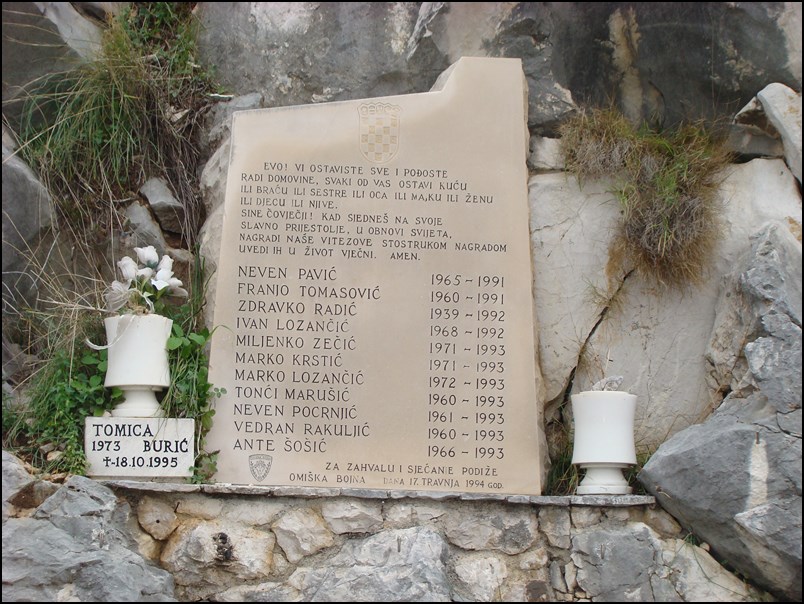 EVO! VI OSTAVISTE SVE I POĐOSTE
RADI DOMOVINE, SVAKI OD VAS OSTAVI KUĆU
ILI BRAĆU ILI SESTRE ILI OCA ILI MAJKU ILI ŽENU
ILI DJECU ILI NJIVE.
SINE ČOVJEČJI! KAD SJEDNEŠ NA SVOJE
SLAVNO PRIJESTOLJE, U OBNOVI SVIJETA,
NAGRADI NAŠE VITEZOVE STOSTRUKOM NAGRADOM
UVEDI IH U ŽIVOT VJEČNI. AMEN.
NEVEN PAVIĆ 1965-1991
FRANJO TOMASOVIĆ 1960-1991
ZDRAVKO RADIĆ 1939-1992
IVAN LOZANČIĆ 1968-1992
MILJENKO ZEČIĆ 1971-1993
MARKO KRSTIĆ 1971-1993
MARKO LOZANČIĆ 1972-1993
TONČI MARUŠIĆ 1960-1993
NEVEN POCRNJIĆ 1961-1993
VEDRAN RAKULJIĆ 1960-1993
ANTE ŠOŠIĆ 1966-1993
ZA ZAHVALU I SJEĆANJE PODIŽE
OMIŠKA BOJNA DANA 17. TRAVNJA 1994 GOD.
TOMICA
1973 BURIĆ
+-18.10.1995